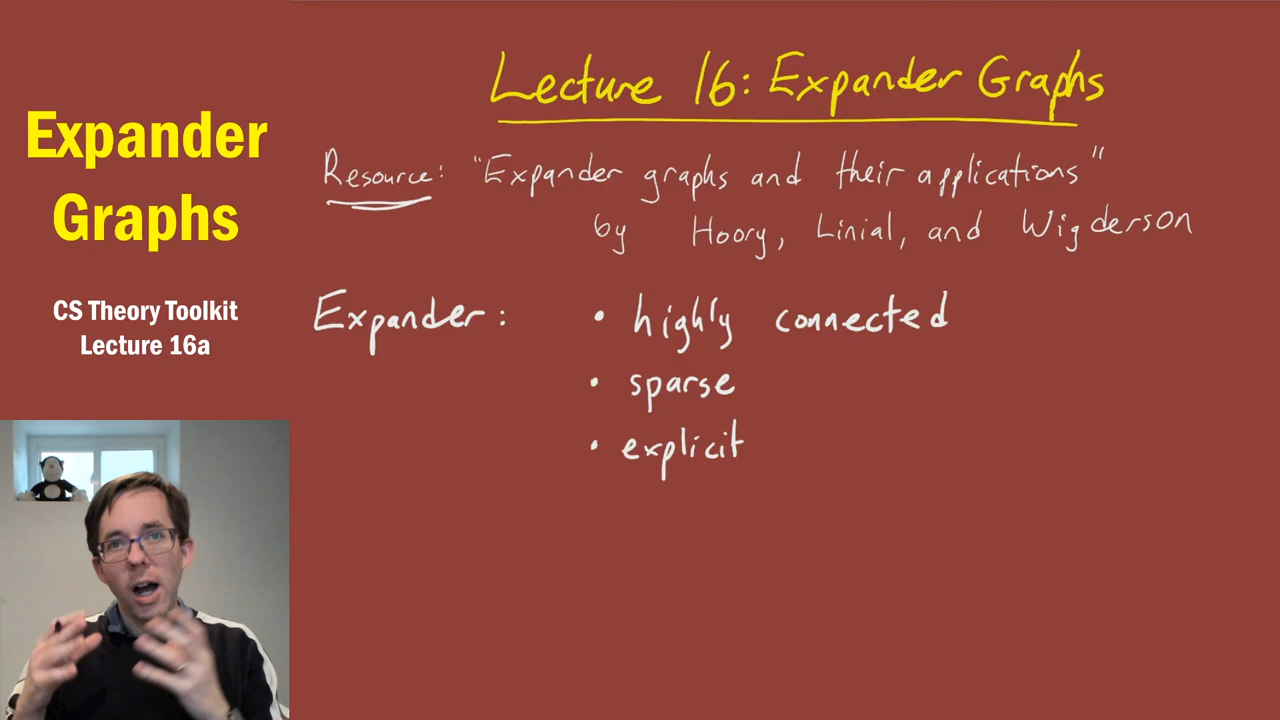 Expander
Graphs
CS Theory Toolkit
Lecture 16a
Lecture 16: Expander Graphs
Resource: "Expander graphs and their applications"
by Hoory, Linial, and Wigderson
Expander: • highly connected
• sparse
• explicit